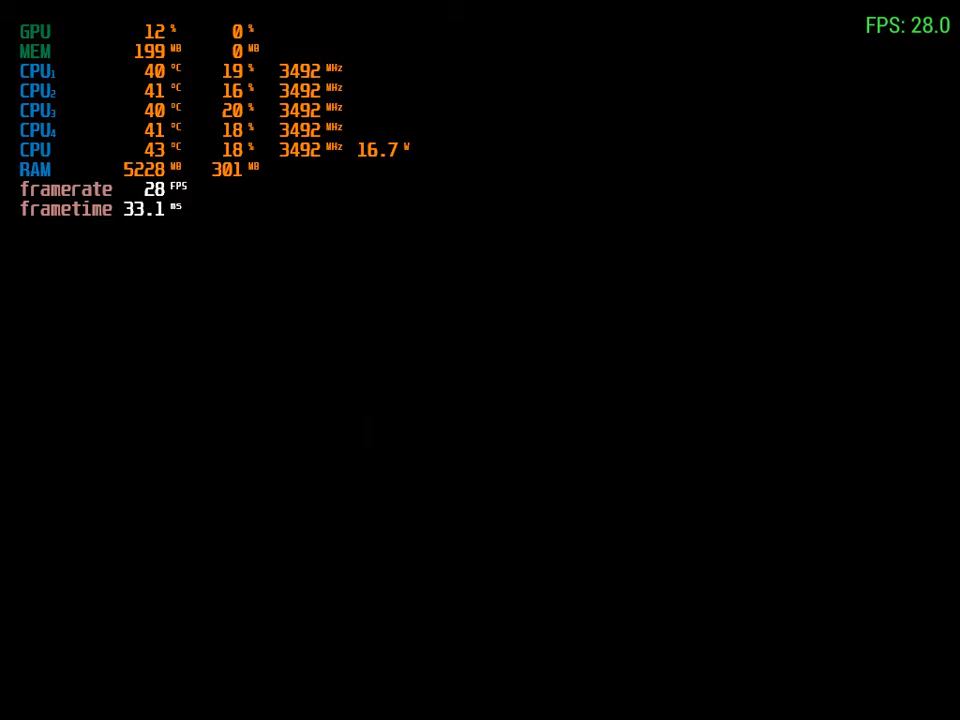 FPS: 28.0
GPU 12 % 0 %
MEM 199 MB 0 MB
CPU1 40 °C 19 % 3492 MHz
CPU2 41 °C 16 % 3492 MHz
CPU3 40 °C 20 % 3492 MHz
CPU4 41 °C 18 % 3492 MHz
CPU 43 °C 18 % 3492 MHz 16.7 W
RAM 5228 MB 301 MB
framerate 28 FPS
frametime 33.1 ms